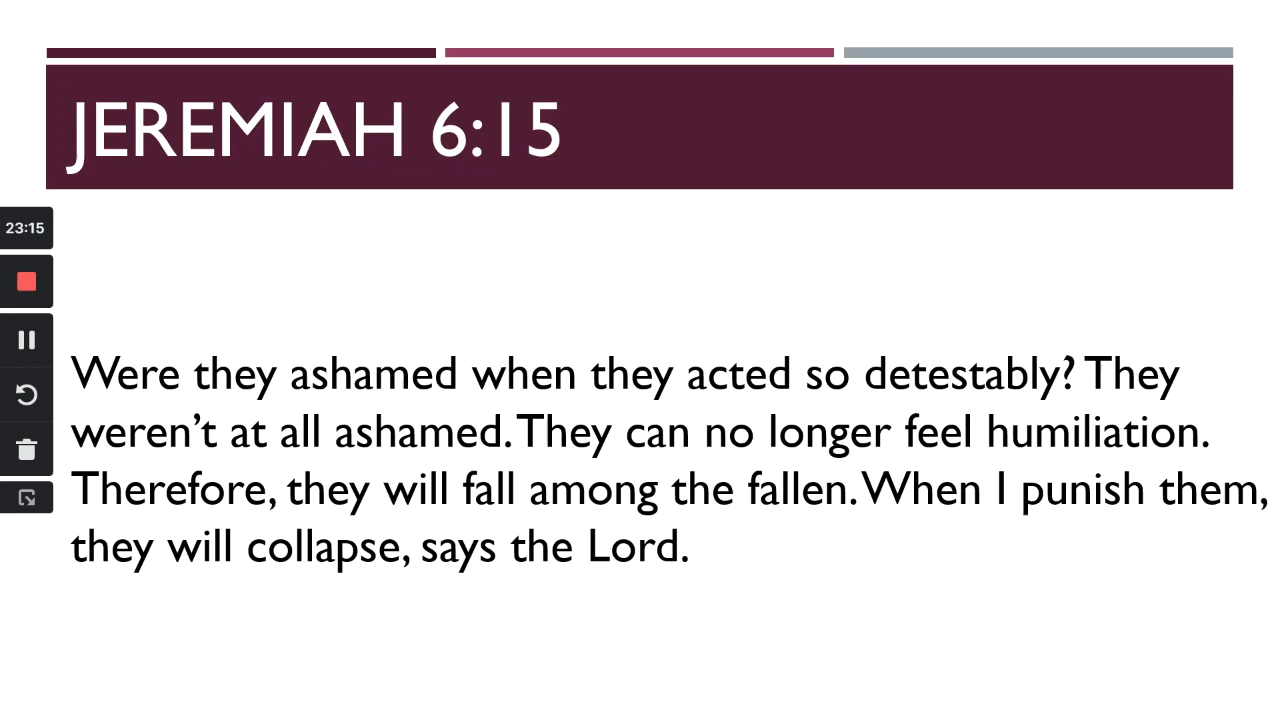 JEREMIAH 6:15
23:15
Were they ashamed when they acted so detestably? They
weren’t at all ashamed. They can no longer feel humiliation.
Therefore, they will fall among the fallen. When I punish them,
they will collapse, says the Lord.